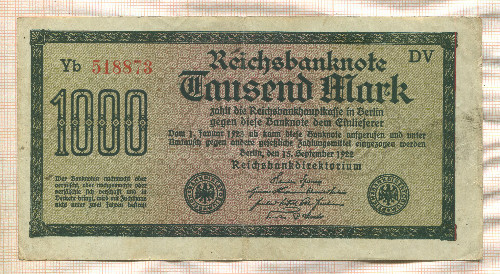 Yb 518873
DV
1000
Reichsbanknote
Tausend Mark
zahlt die Reichsbankhauptkasse in Berlin
gegen diese Banknote dem Einlieferer
Vom 1. Januar 1923 ab kann diese Banknote aufgerufen und unter
Umtausch gegen andere gesetzliche Zahlungsmittel eingezogen werden
Berlin, den 15. September 1922
Reichsbankdirektorium
Wer Banknoten nachmacht oder
verfälscht, oder nachgemachte oder
verfälschte sich verschafft und in
Verkehr bringt, wird mit Zuchthaus
nicht unter zwei Jahren bestraft